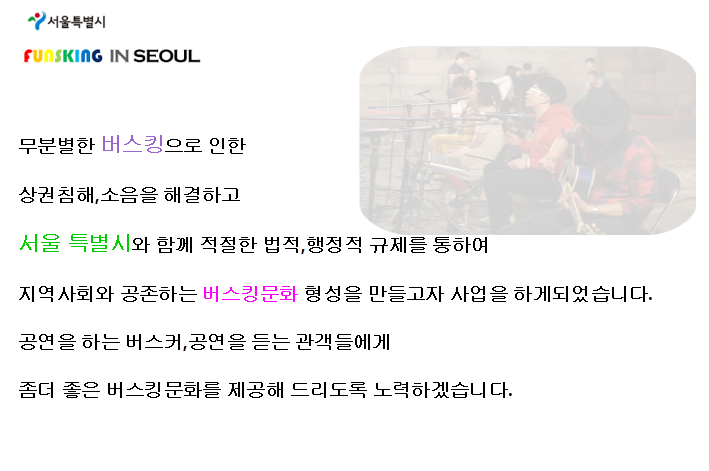 서울특별시
FUNSKING IN SEOUL
무분별한 버스킹으로 인한
상권침해,소음을 해결하고
서울 특별시와 함께 적절한 법적,행정적 규제를 통하여
지역사회와 공존하는 버스킹문화 형성을 만들고자 사업을 하게되었습니다.
공연을 하는 버스커,공연을 듣는 관객들에게
좀더 좋은 버스킹문화를 제공해 드리도록 노력하겠습니다.